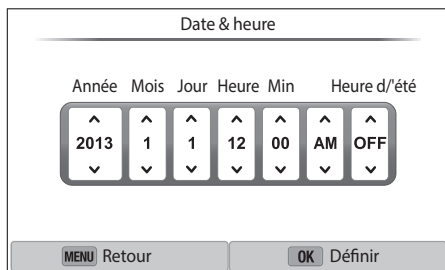 Date & heure
Année Mois Jour Heure Min Heure d/'été
2013 1 1 12 00 AM OFF
MENU Retour OK Définir